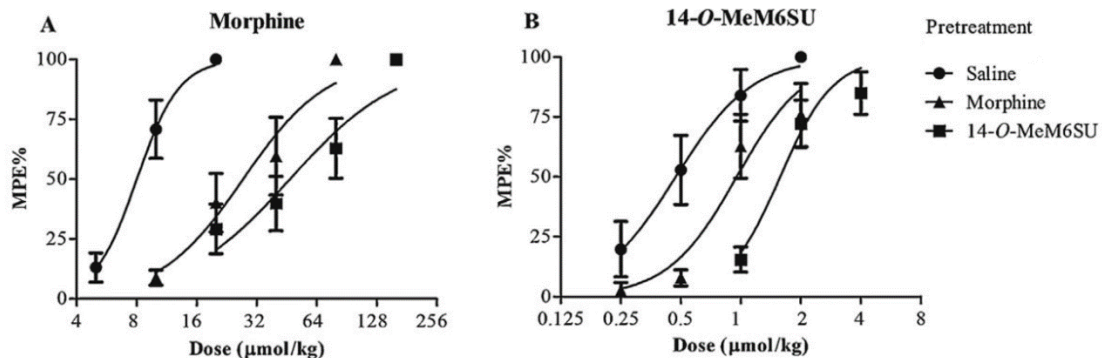 A
Morphine
MPE%
100
75
50
25
0
4 8 16 32 64 128 256
Dose (µmol/kg)
B
14-O-MeM6SU
MPE%
100
75
50
25
0
0.125 0.25 0.5 1 2 4 8
Dose (µmol/kg)
Pretreatment
Saline
Morphine
14-O-MeM6SU